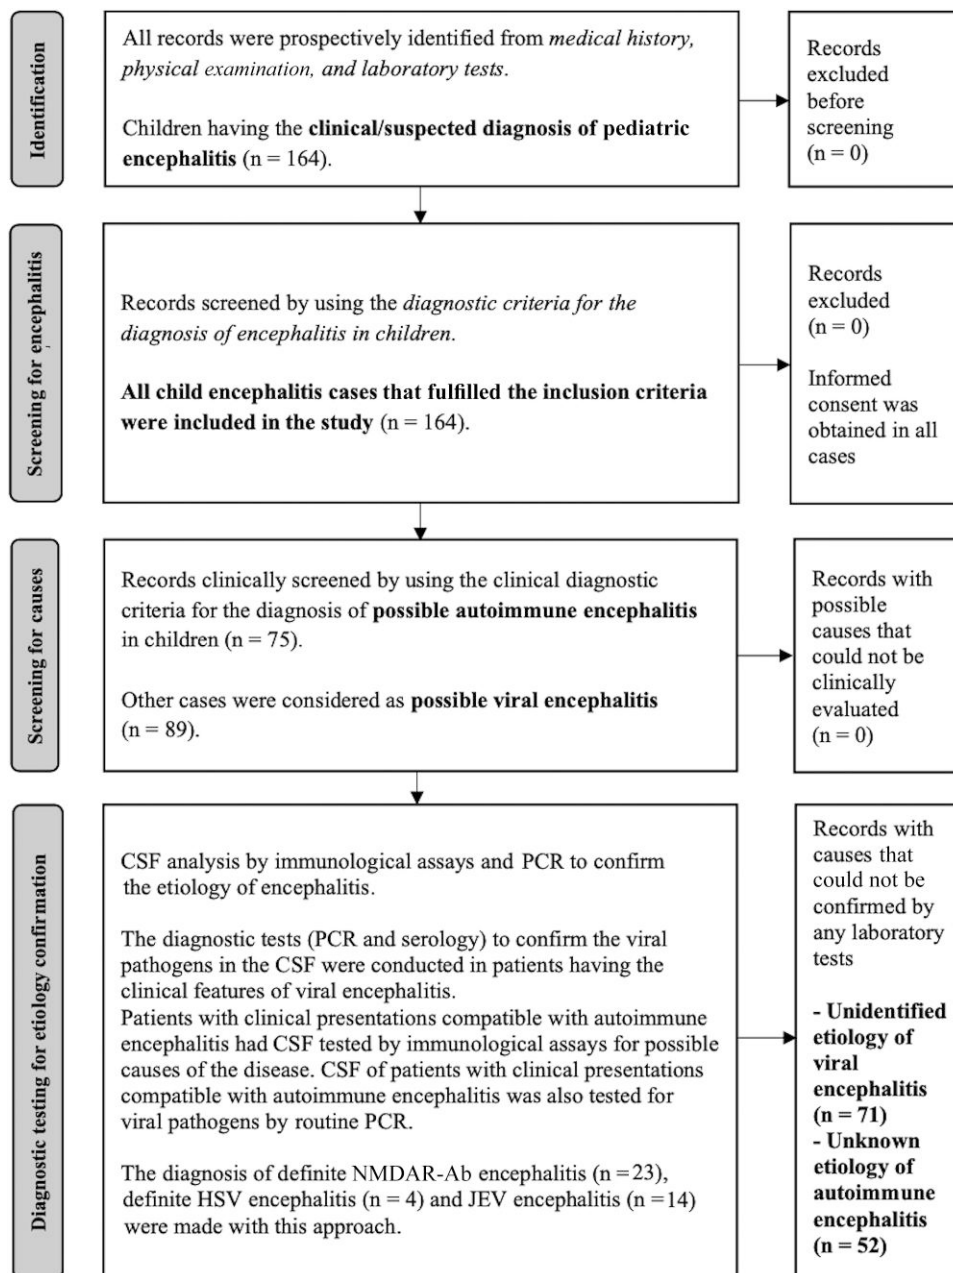 Identification
All records were prospectively identified from medical history,
physical examination, and laboratory tests.
Children having the clinical/suspected diagnosis of pediatric
encephalitis (n = 164).
Records
excluded
before
screening
(n = 0)
Screening for encephalitis
Records screened by using the diagnostic criteria for the
diagnosis of encephalitis in children.
All child encephalitis cases that fulfilled the inclusion criteria
were included in the study (n = 164).
Records
excluded
(n = 0)
Informed
consent was
obtained in all
cases
Screening for causes
Records clinically screened by using the clinical diagnostic
criteria for the diagnosis of possible autoimmune encephalitis
in children (n = 75).
Other cases were considered as possible viral encephalitis
(n = 89).
Records with
possible
causes that
could not be
clinically
evaluated
(n = 0)
Diagnostic testing for etiology confirmation
CSF analysis by immunological assays and PCR to confirm
the etiology of encephalitis.
The diagnostic tests (PCR and serology) to confirm the viral
pathogens in the CSF were conducted in patients having the
clinical features of viral encephalitis.
Patients with clinical presentations compatible with autoimmune
encephalitis had CSF tested by immunological assays for possible
causes of the disease. CSF of patients with clinical presentations
compatible with autoimmune encephalitis was also tested for
viral pathogens by routine PCR.
The diagnosis of definite NMDAR-Ab encephalitis (n = 23),
definite HSV encephalitis (n = 4) and JEV encephalitis (n = 14)
were made with this approach.
Records with
causes that
could not be
confirmed by
any laboratory
tests
- Unidentified
etiology of
viral
encephalitis
(n = 71)
- Unknown
etiology of
autoimmune
encephalitis
(n = 52)